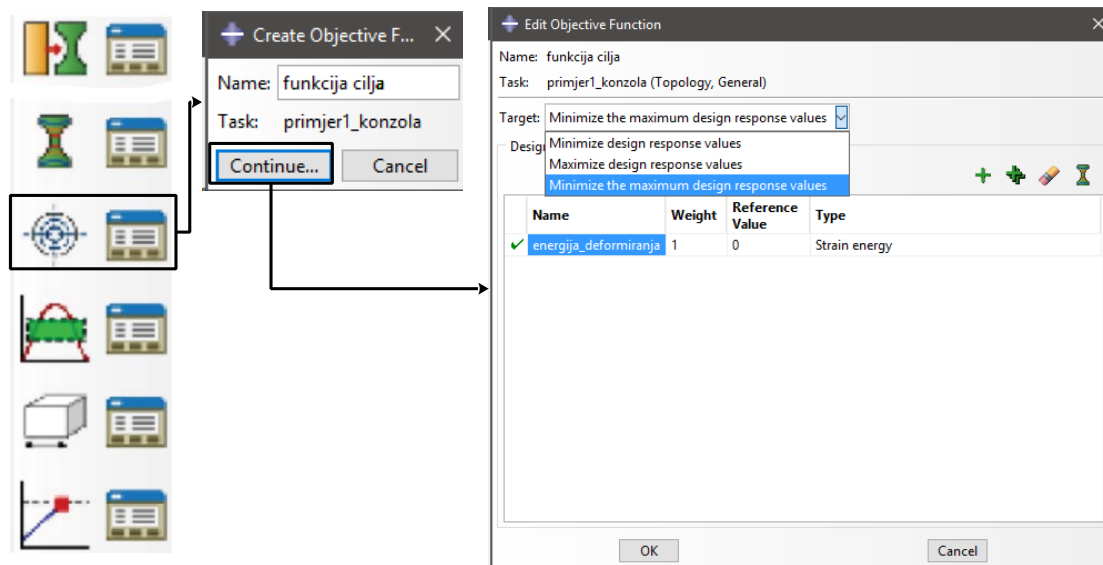 Create Objective F...
Name: funkcija cilja
Task: primjer1_konzola
Continue... Cancel
Edit Objective Function
Name: funkcija cilja
Task: primjer1_konzola (Topology, General)
Target: Minimize the maximum design response values
Desig
Minimize design response values
Maximize design response values
Minimize the maximum design response values
Name Weight Reference Value Type
energija_deformiranja 1 0 Strain energy
OK Cancel